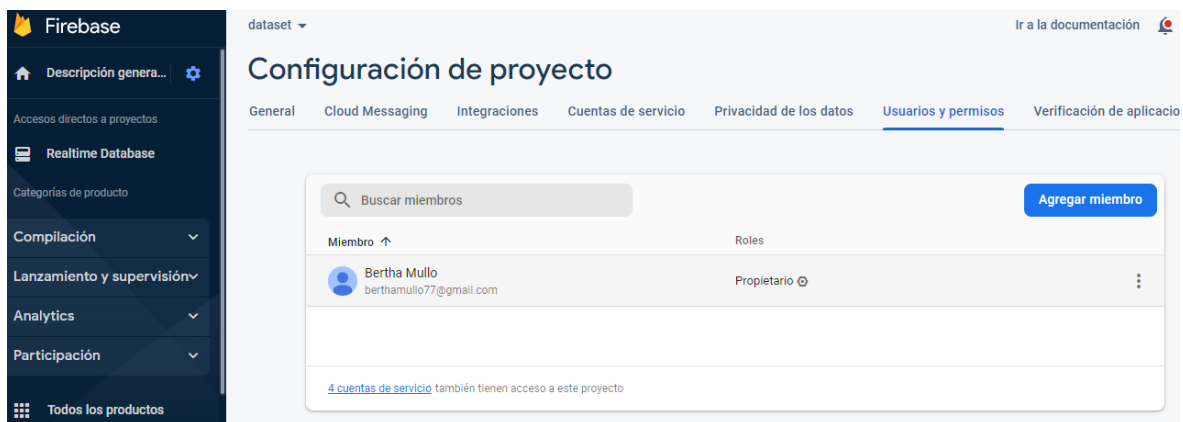 Firebase
dataset
Ir a la documentación
Descripción genera...
Configuración de proyecto
General Cloud Messaging Integraciones Cuentas de servicio Privacidad de los datos Usuarios y permisos Verificación de aplicacio
Accesos directos a proyectos
Realtime Database
Categorías de producto
Compilación
Lanzamiento y supervisión
Analytics
Participación
Todos los productos
Buscar miembros
Agregar miembro
Miembro Roles
Bertha Mullo
berthamullo77@gmail.com
Propietario
4 cuentas de servicio también tienen acceso a este proyecto